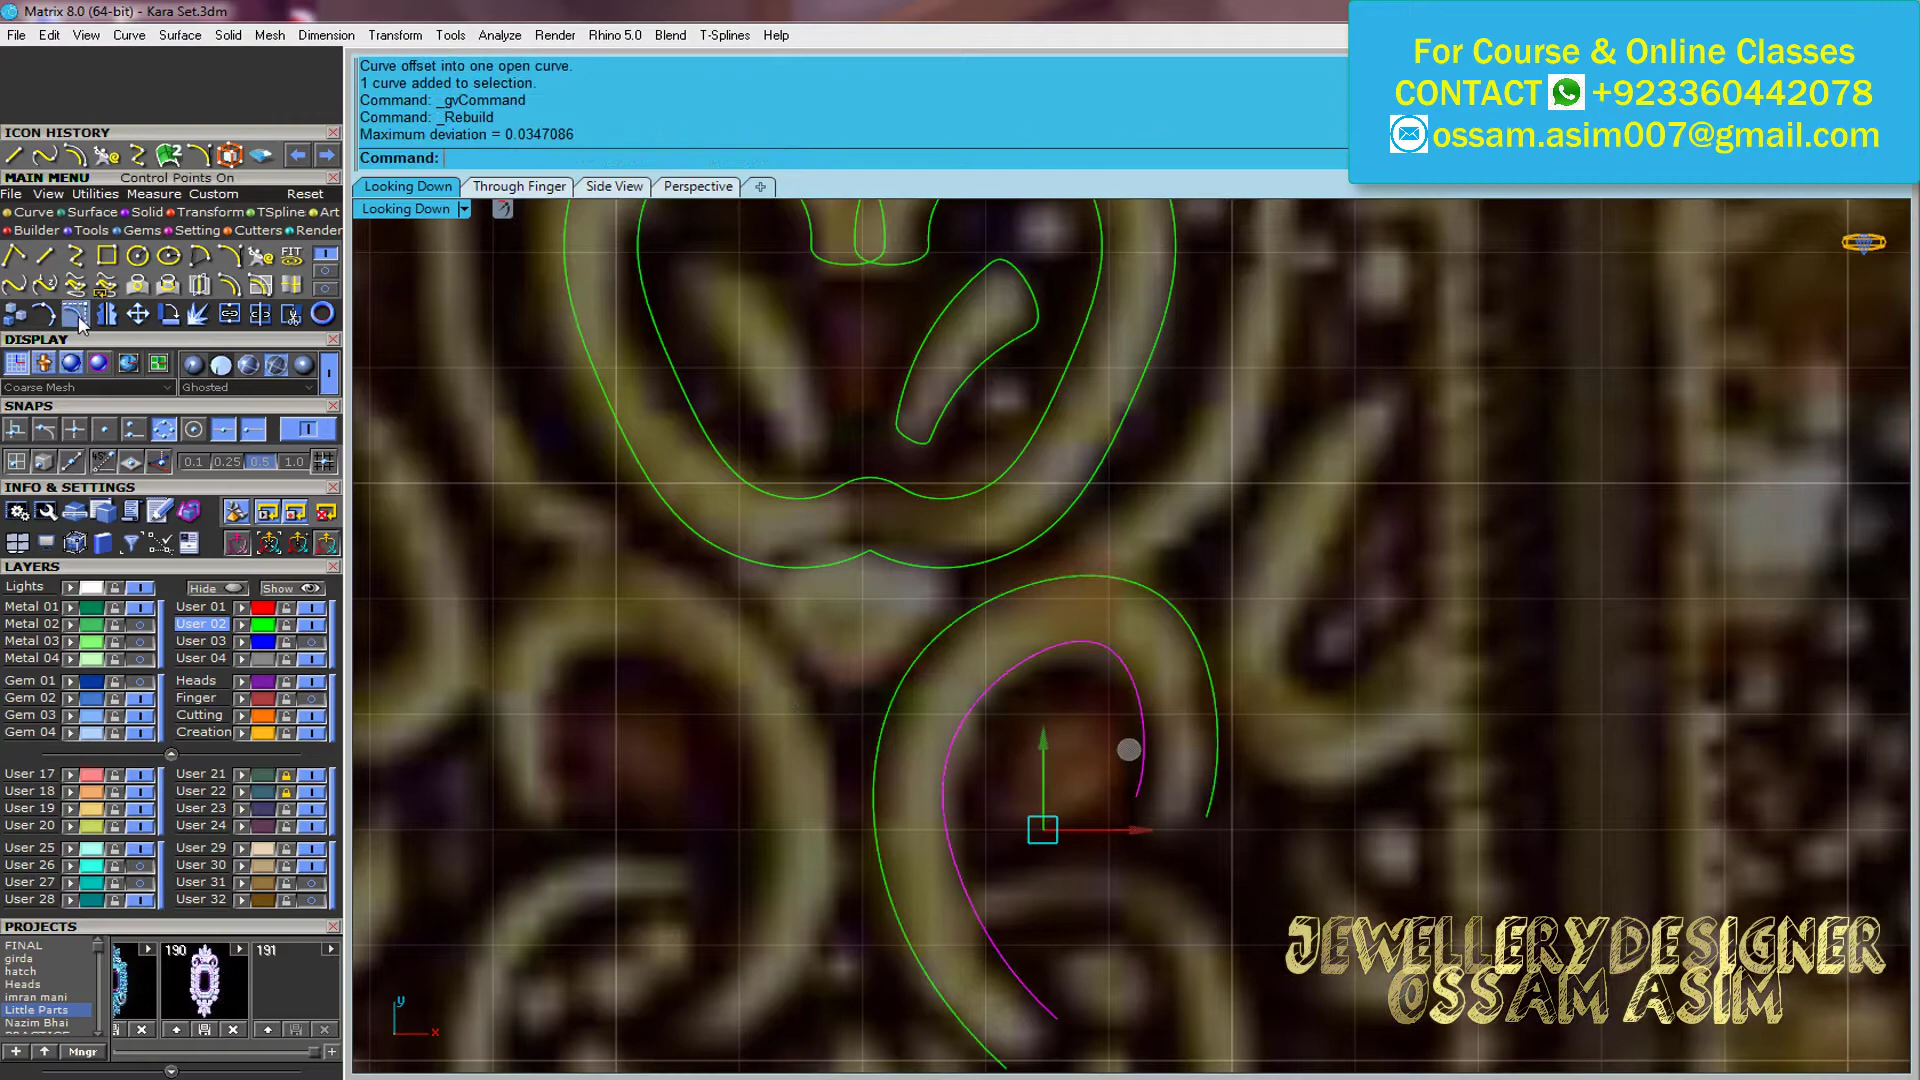 Matrix 8.0 (64-bit) - Kara Set.3dm
File Edit View Curve Surface Solid Mesh Dimension Transform Tools Analyze Render Rhino 5.0 Blend T-Splines Help
For Course & Online Classes
CONTACT +923360442078
ossam.asim007@gmail.com
Curve offset into one open curve.
1 curve added to selection.
Command: _gvCommand
Command: _Rebuild
Maximum deviation = 0.0347086
Command:
ICON HISTORY
MAIN MENU Control Points On
File View Utilities Measure Custom Reset
Curve Surface Solid Transform TSpline Art
Builder Tools Gems Setting Cutters Render
FIT
Looking Down Through Finger Side View Perspective
Looking Down
DISPLAY
Coarse Mesh Ghosted
SNAPS
0.1 0.25 0.5 1.0
INFO & SETTINGS
LAYERS
Lights Hide Show
Metal 01 User 01
Metal 02 User 02
Metal 03 User 03
Metal 04 User 04
Gem 01 Heads
Gem 02 Finger
Gem 03 Cutting
Gem 04 Creation
User 17 User 21
User 18 User 22
User 19 User 23
User 20 User 24
User 25 User 29
User 26 User 30
User 27 User 31
User 28 User 32
PROJECTS
FINAL
girda
hatch
Heads
imran mani
Little Parts
Nazim Bhai
190 191
Mngr
y
x
JEWELLERYDESIGNER
OSSAM ASIM